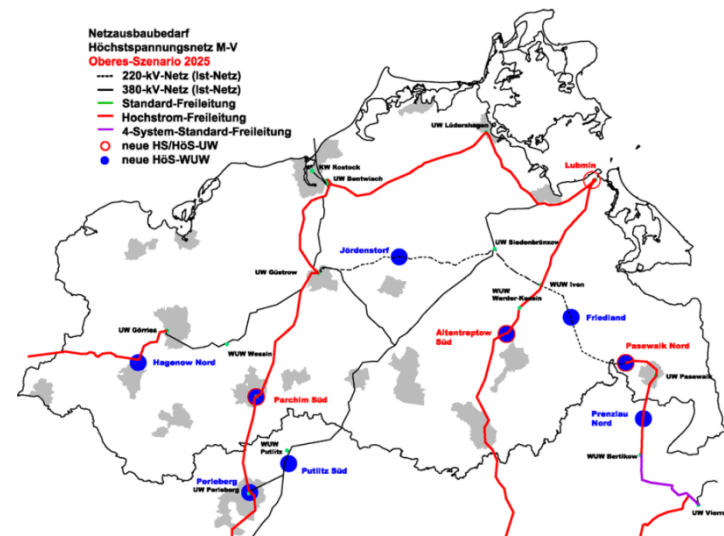 Netzausbaubedarf
Höchstspannungsnetz M-V
Oberes-Szenario 2025
220-kV-Netz (Ist-Netz)
380-kV-Netz (Ist-Netz)
Standard-Freileitung
Hochstrom-Freileitung
4-System-Standard-Freileitung
neue HS/HöS-UW
neue HöS-WUW
UW Lüdershagen
KW Rostock
UW Bentwisch
Lubmin
Jördenstorf
UW Siedenbrünzow
UW Güstrow
WUW Iven
WUW
Werder-Kessin
UW Görries
Friedland
WUW Wessin
Altentreptow
Süd
Hagenow Nord
Pasewalk Nord
UW Pasewalk
Parchim Süd
Prenzlau
Nord
WUW
Putlitz
WUW Bertikow
Putlitz Süd
Perleberg
UW Perleberg
UW Vierr